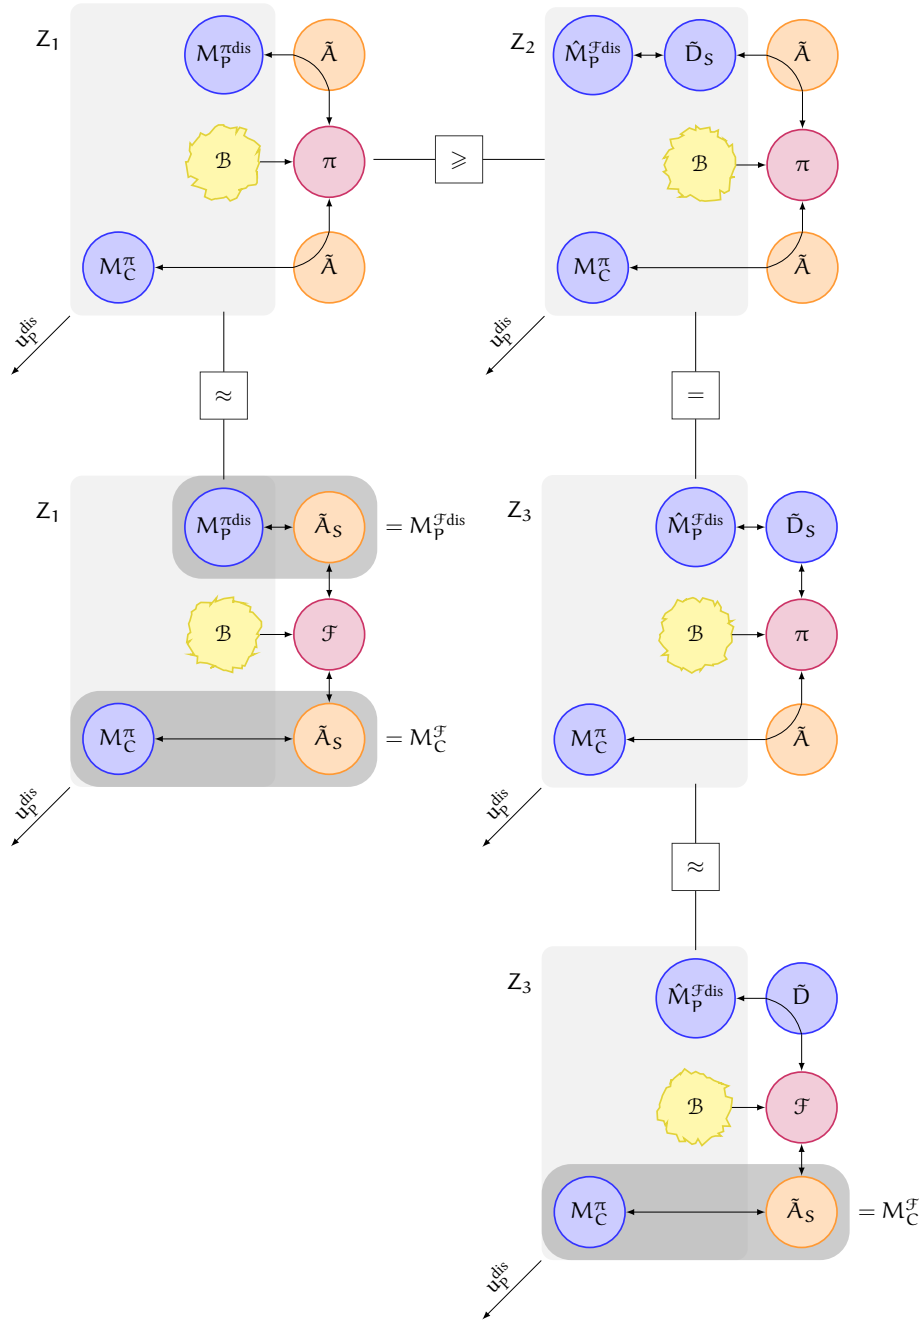 Z₁ M_P^{πdis} Ã Z₂ M̂_P^{ℱdis} D̃_S Ã
ℬ π ⩾ ℬ π
M_C^π Ã M_C^π Ã
u_P^{dis} u_P^{dis}
≈ =
Z₁ M_P^{πdis} Ã_S = M_P^{ℱdis} Z₃ M̂_P^{ℱdis} D̃_S
ℬ ℱ ℬ π
M_C^π Ã_S = M_C^ℱ M_C^π Ã
u_P^{dis} u_P^{dis}
≈
Z₃ M̂_P^{ℱdis} D̃
ℬ ℱ
M_C^π Ã_S = M_C^ℱ
u_P^{dis}